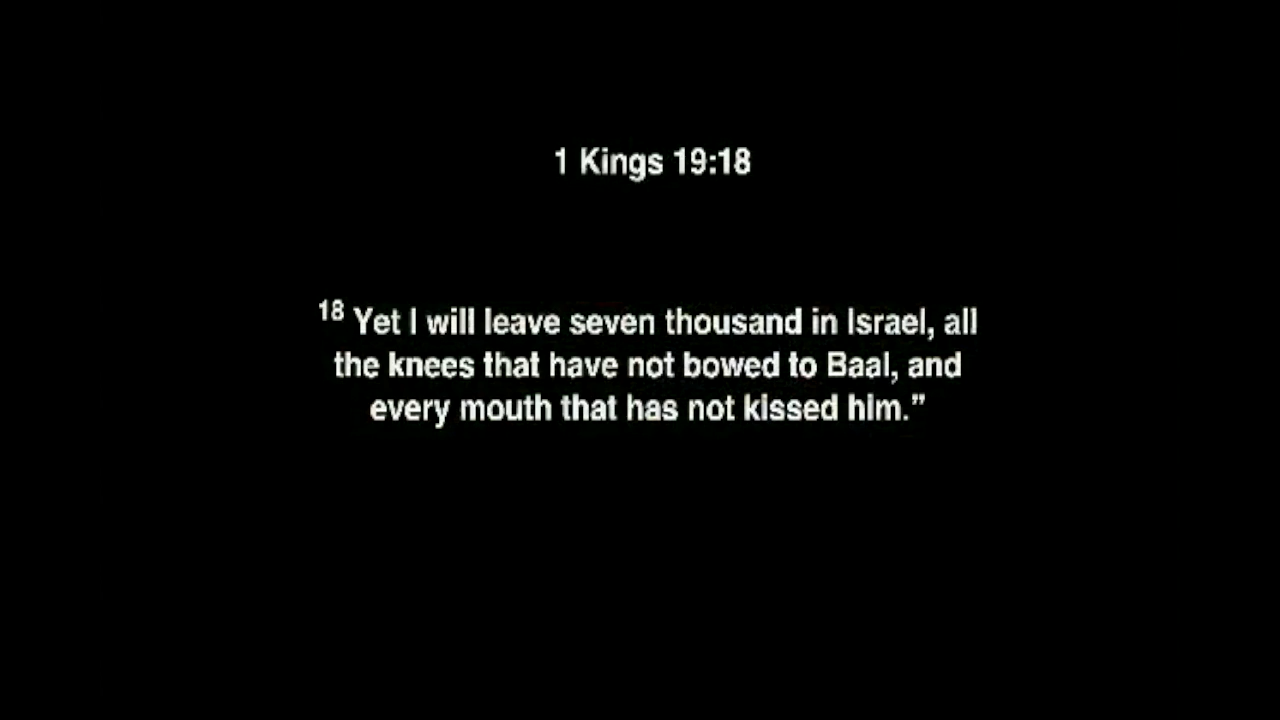 1 Kings 19:18
18 Yet I will leave seven thousand in Israel, all
the knees that have not bowed to Baal, and
every mouth that has not kissed him.”